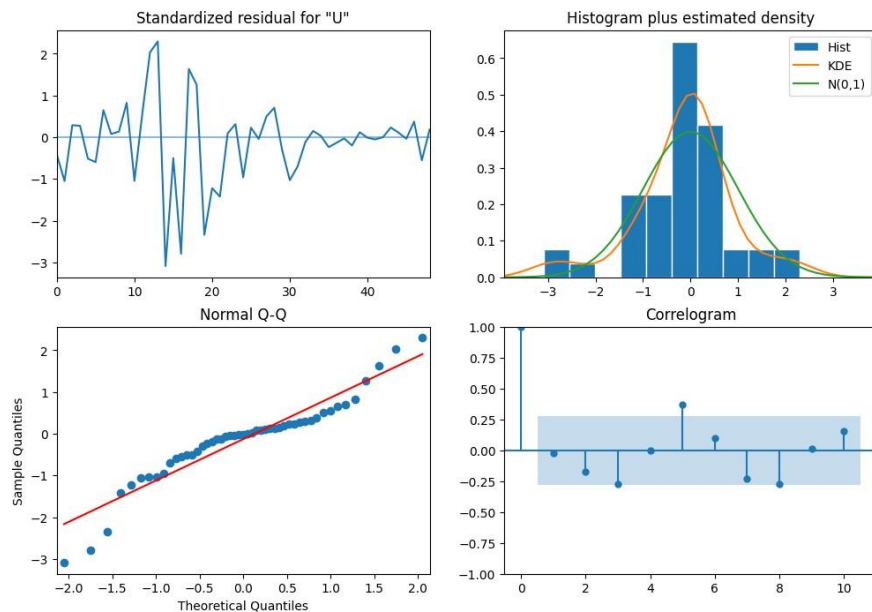 Standardized residual for "U"
2
1
0
−1
−2
−3
0 10 20 30 40
Histogram plus estimated density
Hist
KDE
N(0,1)
0.6
0.5
0.4
0.3
0.2
0.1
0.0
−3 −2 −1 0 1 2 3
Normal Q-Q
Sample Quantiles
2
1
0
−1
−2
−3
−2.0 −1.5 −1.0 −0.5 0.0 0.5 1.0 1.5 2.0
Theoretical Quantiles
Correlogram
1.00
0.75
0.50
0.25
0.00
−0.25
−0.50
−0.75
−1.00
0 2 4 6 8 10